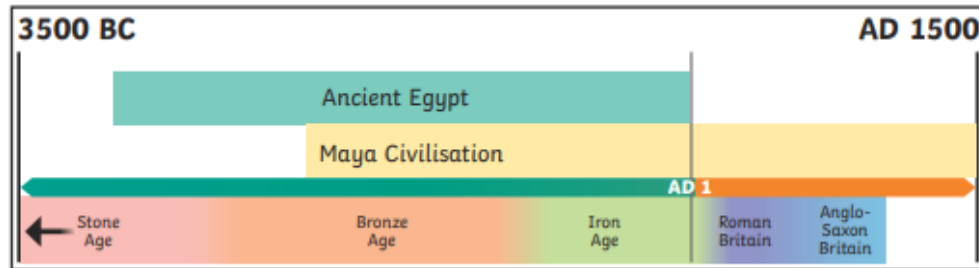 3500 BC
AD 1500
Ancient Egypt
Maya Civilisation
AD 1
Stone
Age
Bronze
Age
Iron
Age
Roman
Britain
Anglo-
Saxon
Britain